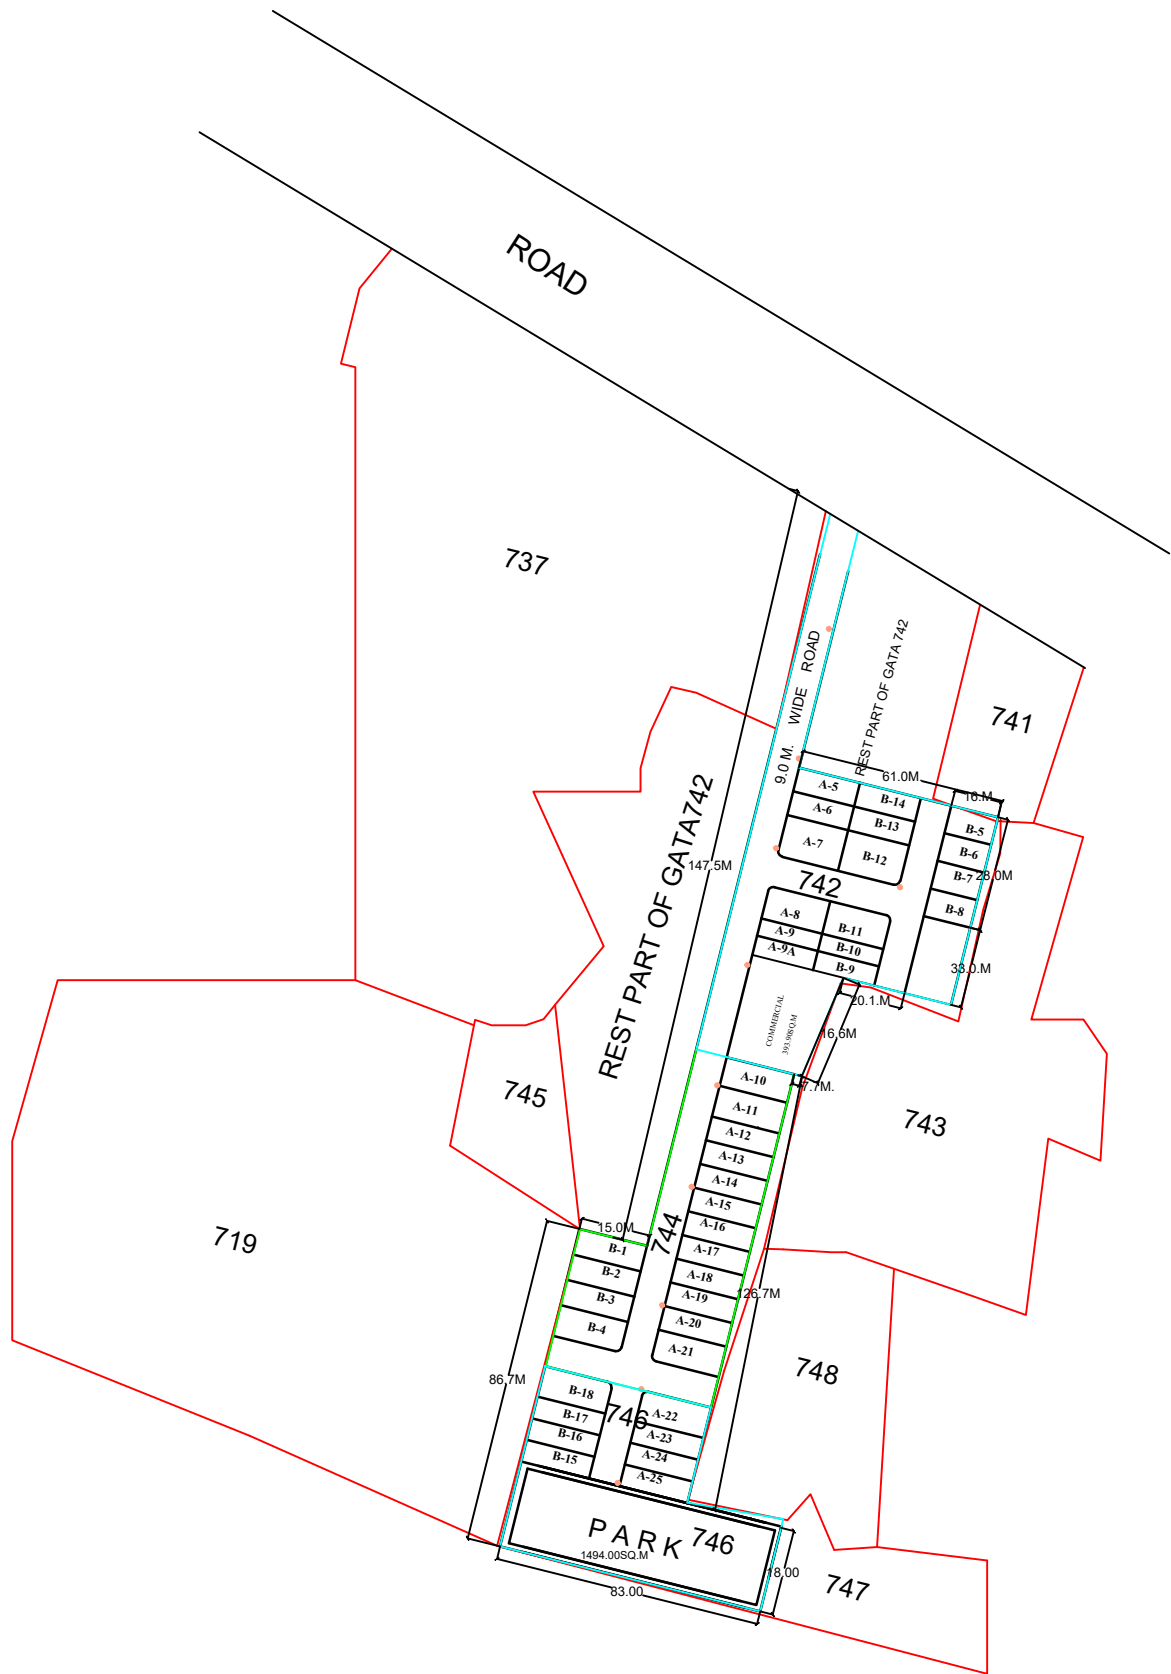 ROAD
737
9.0 M. WIDE ROAD
REST PART OF GATA 742
741
61.0M
16.M
A-5
B-14
A-6
B-13
A-7
B-12
B-5
B-6
B-7
B-8
28.0M
REST PART OF GATA742
147.5M
742
A-8
B-11
A-9
B-10
A-9A
B-9
33.0.M
20.1.M
COMMERCIAL
393.90SQ.M
16.6M
7.7M.
745
743
A-10
A-11
A-12
A-13
A-14
A-15
A-16
A-17
A-18
A-19
A-20
A-21
744
719
15.0M
B-1
B-2
B-3
B-4
126.7M
748
86.7M
B-18
B-17
B-16
B-15
746
A-22
A-23
A-24
A-25
PARK
746
1494.00SQ.M
18.00
83.00
747